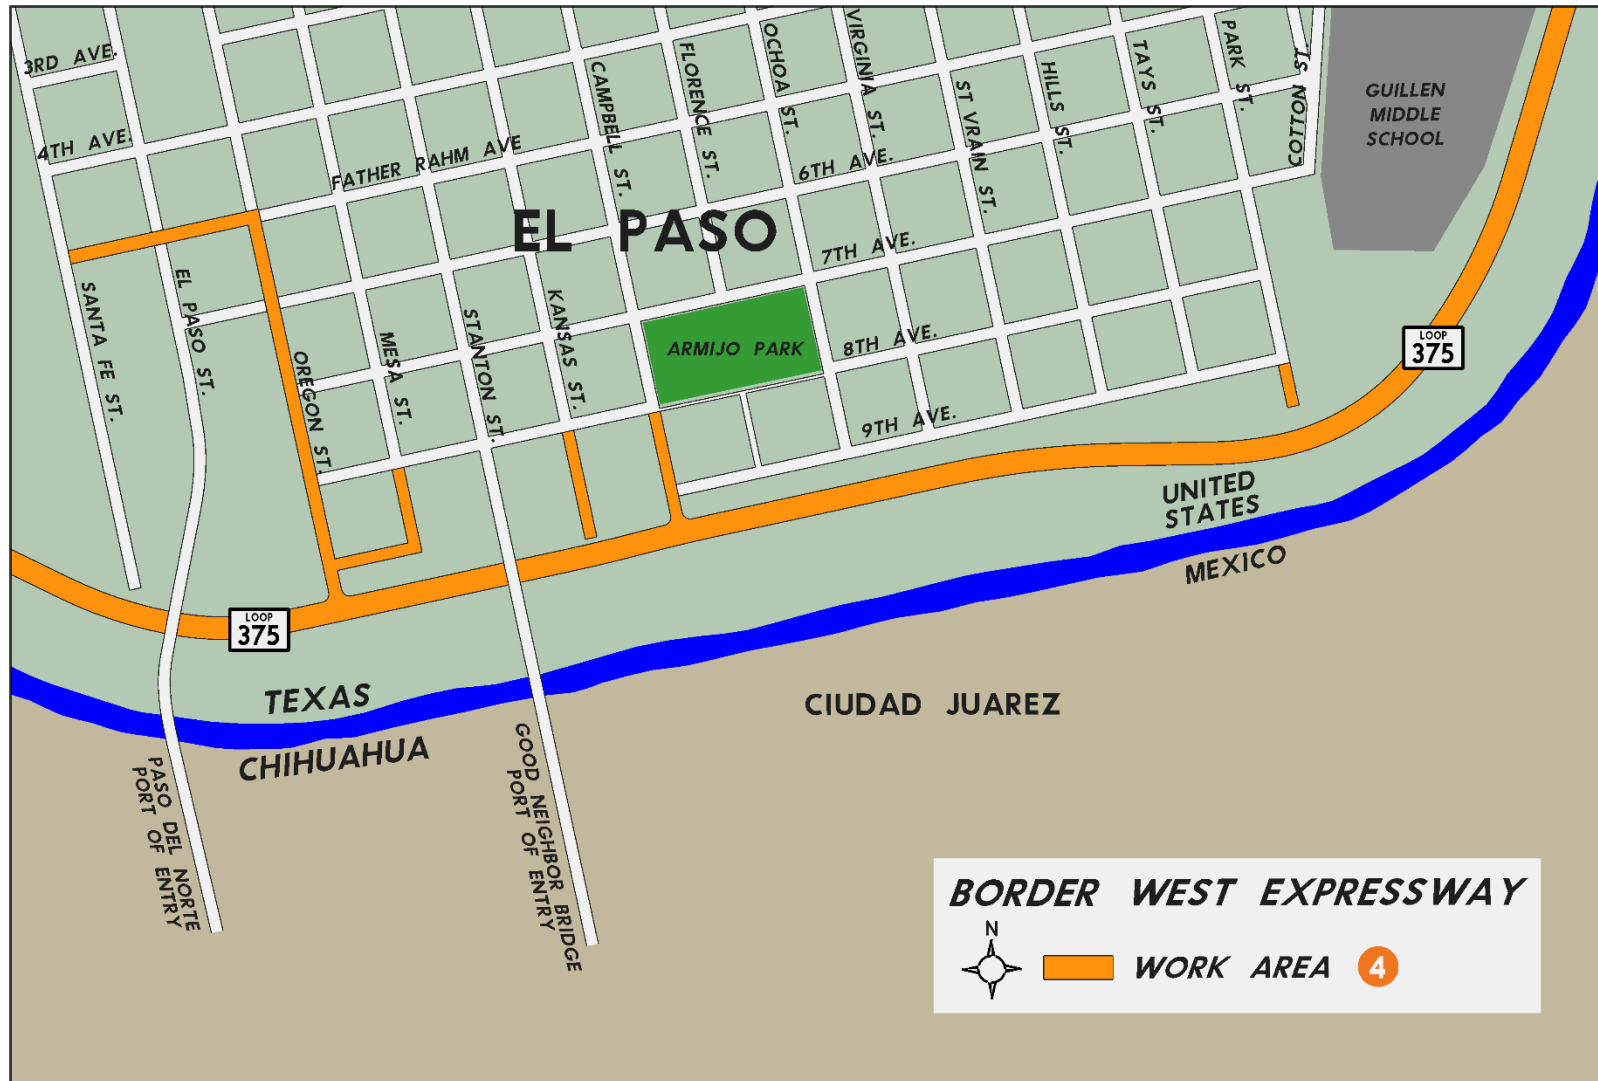 3RD AVE.
4TH AVE.
FATHER RAHM AVE
CAMPBELL ST.
FLORENCE ST.
OCHOA ST.
VIRGINIA ST.
ST VRAIN ST.
HILLS ST.
TAYS ST.
PARK ST.
COTTON ST.
GUILLEN
MIDDLE
SCHOOL
6TH AVE.
EL PASO
7TH AVE.
SANTA FE ST.
EL PASO ST.
OREGON ST.
MESA ST.
STANTON ST.
KANSAS ST.
ARMIJO PARK
8TH AVE.
LOOP
375
9TH AVE.
UNITED
STATES
MEXICO
LOOP
375
TEXAS
CHIHUAHUA
CIUDAD JUAREZ
PASO DEL NORTE
PORT OF ENTRY
GOOD NEIGHBOR BRIDGE
PORT OF ENTRY
BORDER WEST EXPRESSWAY
N
WORK AREA 4